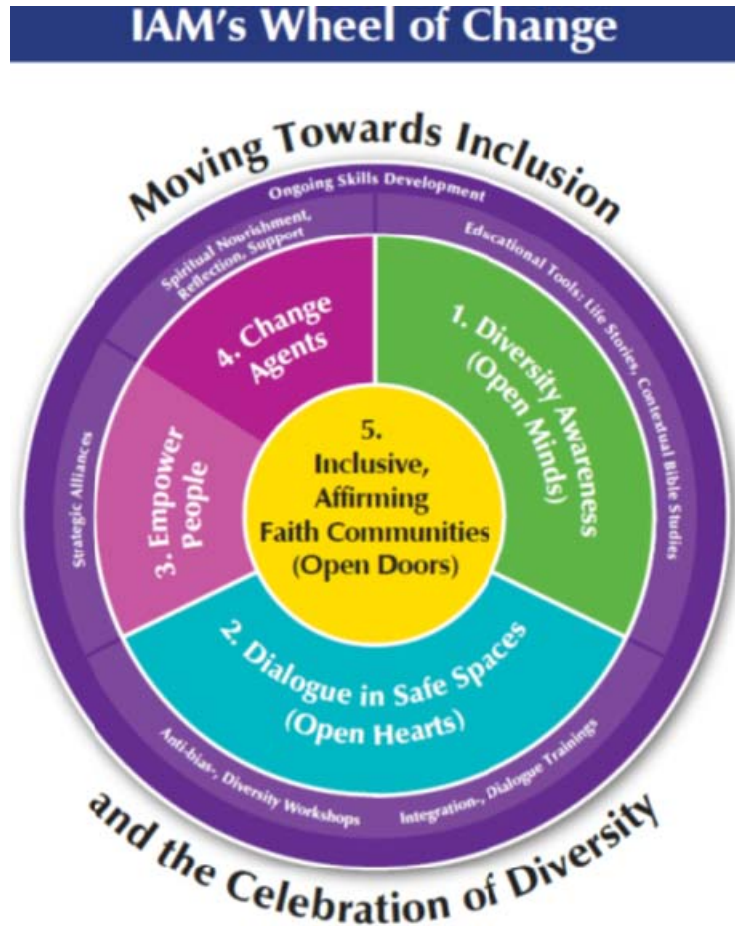 IAM's Wheel of Change
Moving Towards Inclusion
Ongoing Skills Development
Spiritual Nourishment,
Reflection, Support
Educational Tools: Life Stories, Contextual Bible Studies
4. Change
Agents
1. Diversity Awareness
(Open Minds)
5.
Inclusive,
Affirming
Faith Communities
(Open Doors)
Strategic Alliances
3. Empower
People
2. Dialogue in Safe Spaces
(Open Hearts)
Anti-bias-, Diversity Workshops
Integration-, Dialogue Trainings
and the Celebration of Diversity